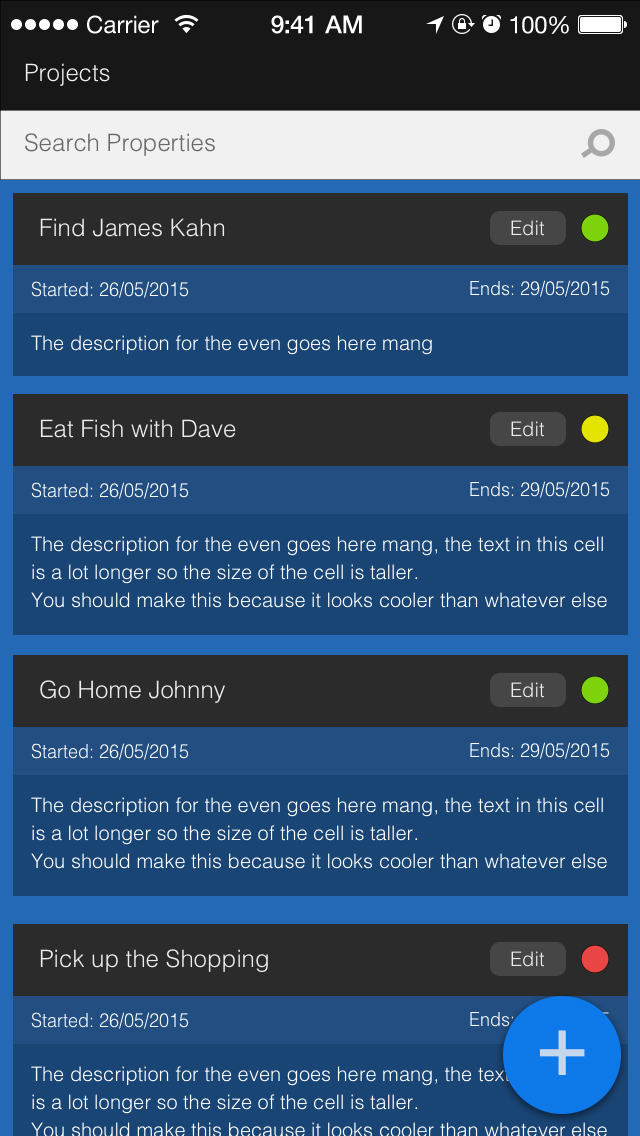 Carrier 9:41 AM 100%
Projects
Search Properties
Find James Kahn Edit
Started: 26/05/2015 Ends: 29/05/2015
The description for the even goes here mang
Eat Fish with Dave Edit
Started: 26/05/2015 Ends: 29/05/2015
The description for the even goes here mang, the text in this cell
is a lot longer so the size of the cell is taller.
You should make this because it looks cooler than whatever else
Go Home Johnny Edit
Started: 26/05/2015 Ends: 29/05/2015
The description for the even goes here mang, the text in this cell
is a lot longer so the size of the cell is taller.
You should make this because it looks cooler than whatever else
Pick up the Shopping Edit
Started: 26/05/2015 Ends:
The description for the even goes here mang, the text
is a lot longer so the size of the cell is taller.
You should make this because it looks cooler than whatever else